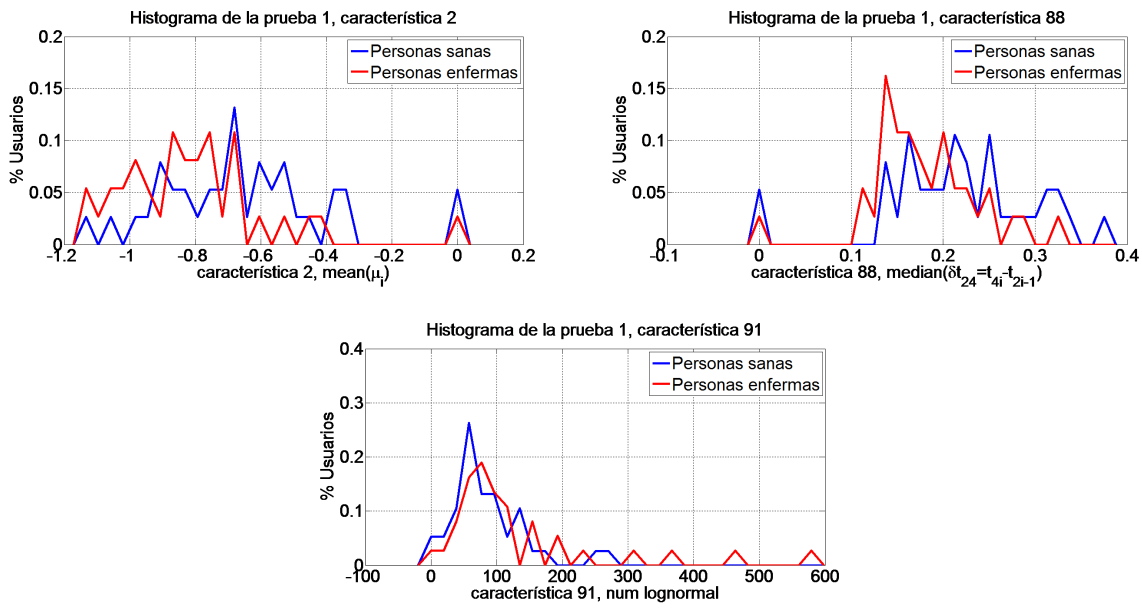 Histograma de la prueba 1, característica 2
0.2
0.15
0.1
0.05
0
% Usuarios
Personas sanas
Personas enfermas
-1.2 -1 -0.8 -0.6 -0.4 -0.2 0 0.2
característica 2, mean(μi)
Histograma de la prueba 1, característica 88
0.2
0.15
0.1
0.05
0
% Usuarios
Personas sanas
Personas enfermas
-0.1 0 0.1 0.2 0.3 0.4
característica 88, median(δt24=t4i-t2i-1)
Histograma de la prueba 1, característica 91
0.4
0.3
0.2
0.1
0
% Usuarios
Personas sanas
Personas enfermas
-100 0 100 200 300 400 500 600
característica 91, num lognormal